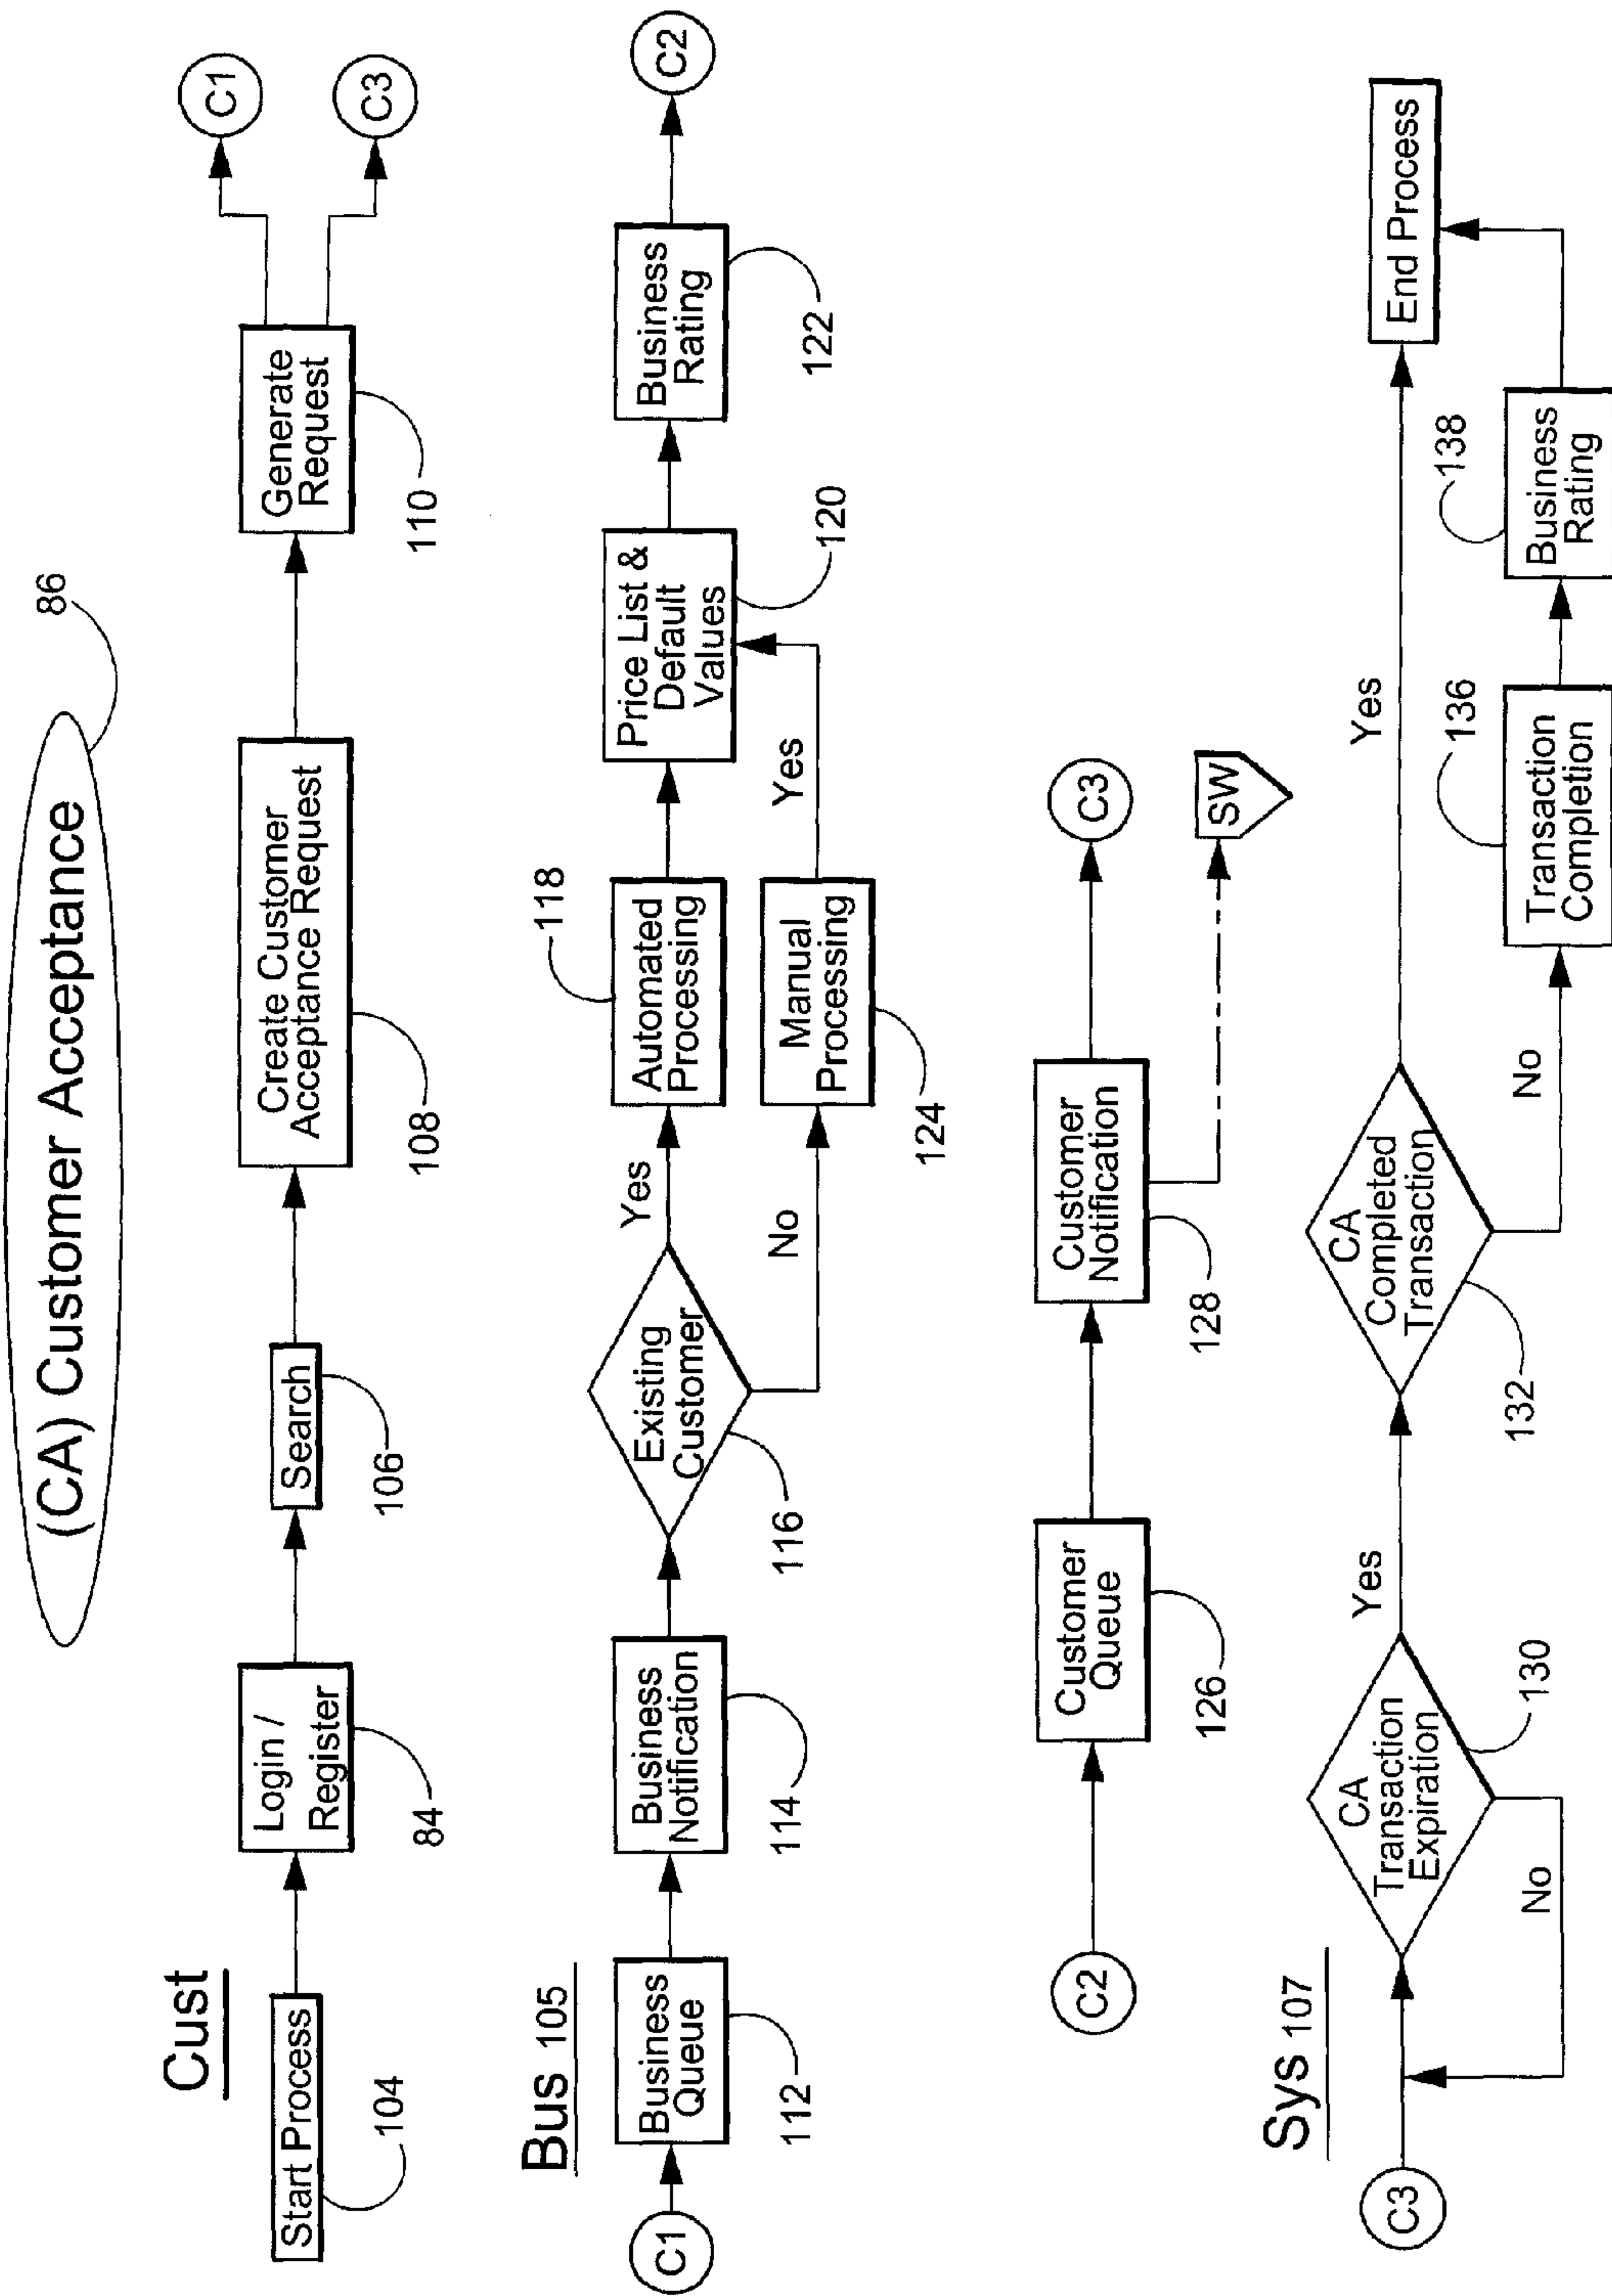 (CA) Customer Acceptance
86
Cust
Start Process
104
Login /
Register
84
Search
106
Create Customer
Acceptance Request
108
Generate
Request
110
C1
C3
Bus 105
C1
Business
Queue
112
Business
Notification
114
Existing
Customer
116
Yes
No
Automated
Processing
118
Manual
Processing
124
Yes
Price List &
Default
Values
120
Business
Rating
122
C2
C2
Customer
Queue
126
Customer
Notification
128
C3
SW
Sys 107
C3
CA
Transaction
Expiration
130
No
Yes
CA
Completed
Transaction
132
Yes
No
Transaction
Completion
136
Business
Rating
138
End Process